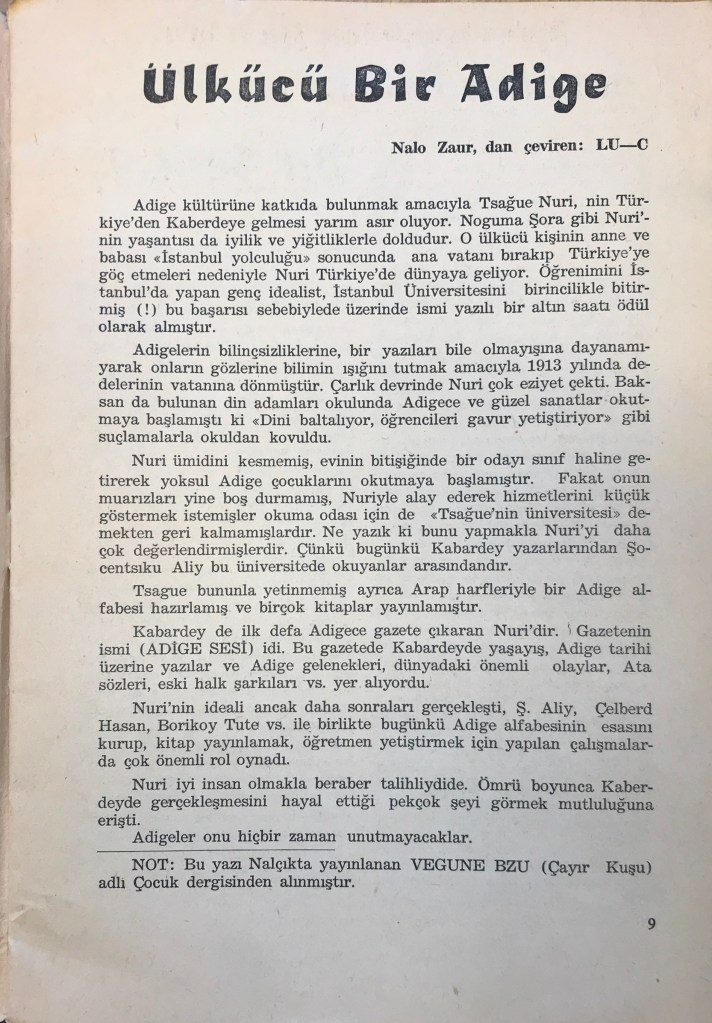 Ülkücü Bir Adige
Nalo Zaur, dan çeviren: LU—C
Adige kültürüne katkıda bulunmak amacıyla Tsağue Nuri, nin Tür-
kiye'den Kaberdeye gelmesi yarım asır oluyor. Noguma Şora gibi Nuri'-
nin yaşantısı da iyilik ve yiğitliklerle doldudur. O ülkücü kişinin anne ve
babası «İstanbul yolculuğu» sonucunda ana vatanı bırakıp Türkiye'ye
göç etmeleri nedeniyle Nuri Türkiye'de dünyaya geliyor. Öğrenimini İs-
tanbul'da yapan genç idealist, İstanbul Üniversitesini birincilikle bitir-
miş (!) bu başarısı sebebiylede üzerinde ismi yazılı bir altın saatı ödül
olarak almıştır.
Adigelerin bilinçsizliklerine, bir yazıları bile olmayışına dayanamı-
yarak onların gözlerine bilimin ışığını tutmak amacıyla 1913 yılında de-
delerinin vatanına dönmüştür. Çarlık devrinde Nuri çok eziyet çekti. Bak-
san da bulunan din adamları okulunda Adigece ve güzel sanatlar okut-
maya başlamıştı ki «Dini baltalıyor, öğrencileri gavur yetiştiriyor» gibi
suçlamalarla okuldan kovuldu.
Nuri ümidini kesmemiş, evinin bitişiğinde bir odayı sınıf haline ge-
tirerek yoksul Adige çocuklarını okutmaya başlamıştır. Fakat onun
muarızları yine boş durmamış, Nuriyle alay ederek hizmetlerini küçük
göstermek istemişler okuma odası için de «Tsağue'nin üniversitesi» de-
mekten geri kalmamışlardır. Ne yazık ki bunu yapmakla Nuri'yi daha
çok değerlendirmişlerdir. Çünkü bugünkü Kabardey yazarlarından Şo-
centsıku Aliy bu üniversitede okuyanlar arasındandır.
Tsague bununla yetinmemiş ayrıca Arap harfleriyle bir Adige al-
fabesi hazırlamış ve birçok kitaplar yayınlamıştır.
Kabardey de ilk defa Adigece gazete çıkaran Nuri'dir. Gazetenin
ismi (ADİGE SESİ) idi. Bu gazetede Kabardeyde yaşayış, Adige tarihi
üzerine yazılar ve Adige gelenekleri, dünyadaki önemli olaylar, Ata
sözleri, eski halk şarkıları vs. yer alıyordu.
Nuri'nin ideali ancak daha sonraları gerçekleşti, Ş. Aliy, Çelberd
Hasan, Borikoy Tute vs. ile birlikte bugünkü Adige alfabesinin esasını
kurup, kitap yayınlamak, öğretmen yetiştirmek için yapılan çalışmalar-
da çok önemli rol oynadı.
Nuri iyi insan olmakla beraber talihliydide. Ömrü boyunca Kaber-
deyde gerçekleşmesini hayal ettiği pekçok şeyi görmek mutluluğuna
erişti.
Adigeler onu hiçbir zaman unutmayacaklar.
NOT: Bu yazı Nalçıkta yayınlanan VEGUNE BZU (Çayır Kuşu)
adlı Çocuk dergisinden alınmıştır.
9